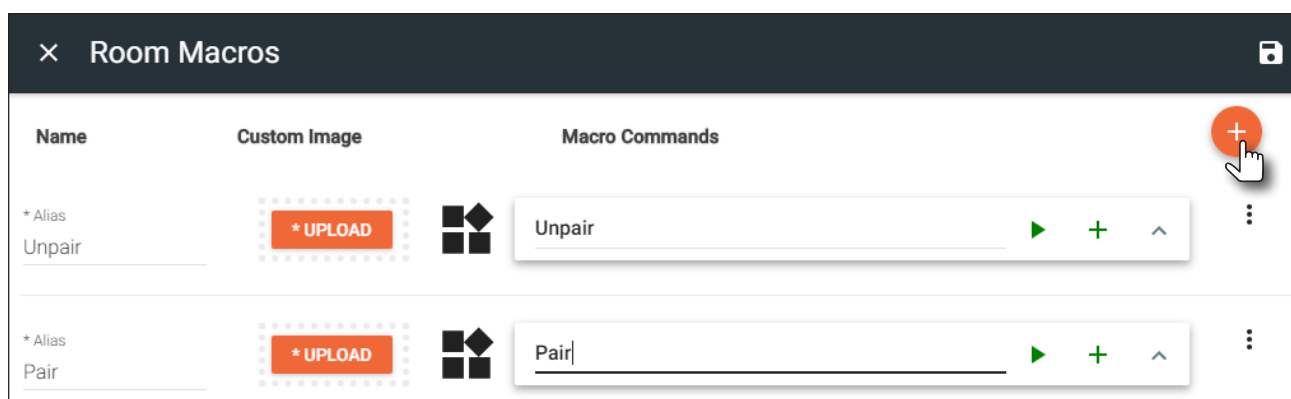 Room Macros
Name Custom Image Macro Commands
* Alias
Unpair
* UPLOAD
Unpair
* Alias
Pair
* UPLOAD
Pair